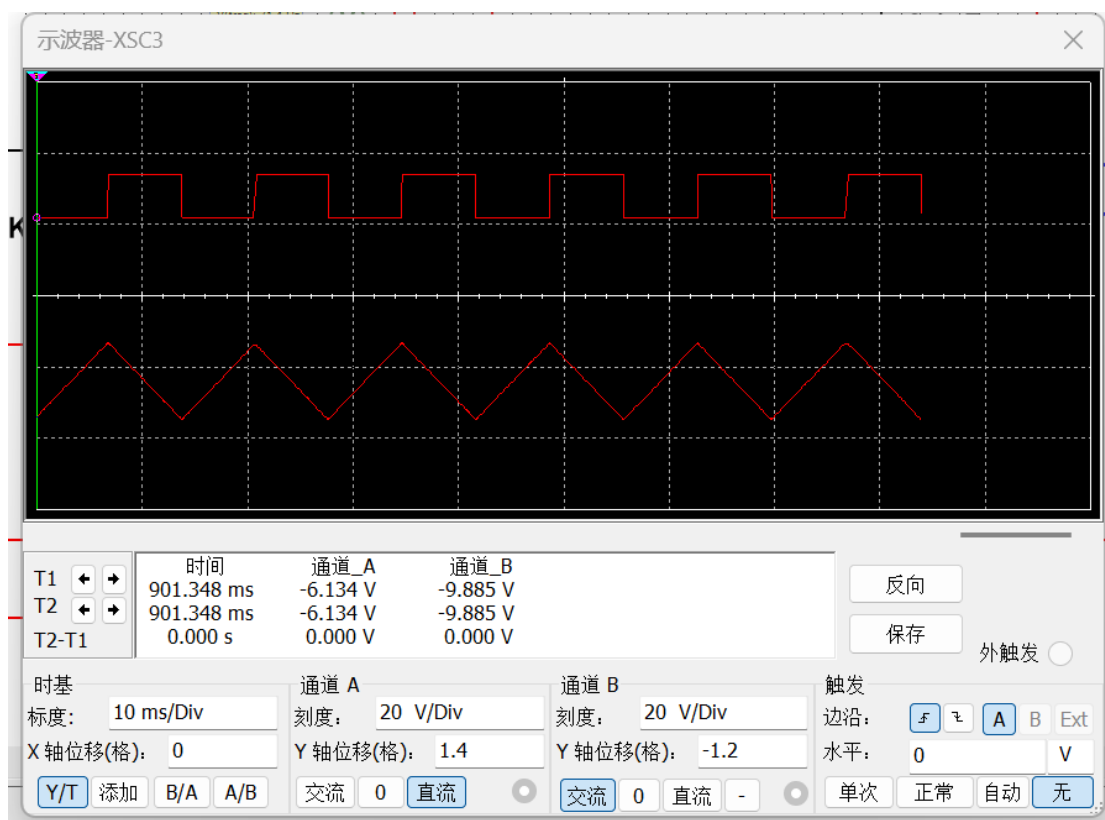 示波器-XSC3
K
时间 通道_A 通道_B
T1 901.348 ms -6.134 V -9.885 V
T2 901.348 ms -6.134 V -9.885 V
T2-T1 0.000 s 0.000 V 0.000 V
反向
保存
外触发
时基 通道 A 通道 B 触发
标度: 10 ms/Div 刻度: 20 V/Div 刻度: 20 V/Div 边沿: A B Ext
X 轴位移(格): 0 Y 轴位移(格): 1.4 Y 轴位移(格): -1.2 水平: 0 V
Y/T 添加 B/A A/B 交流 0 直流 交流 0 直流 - 单次 正常 自动 无